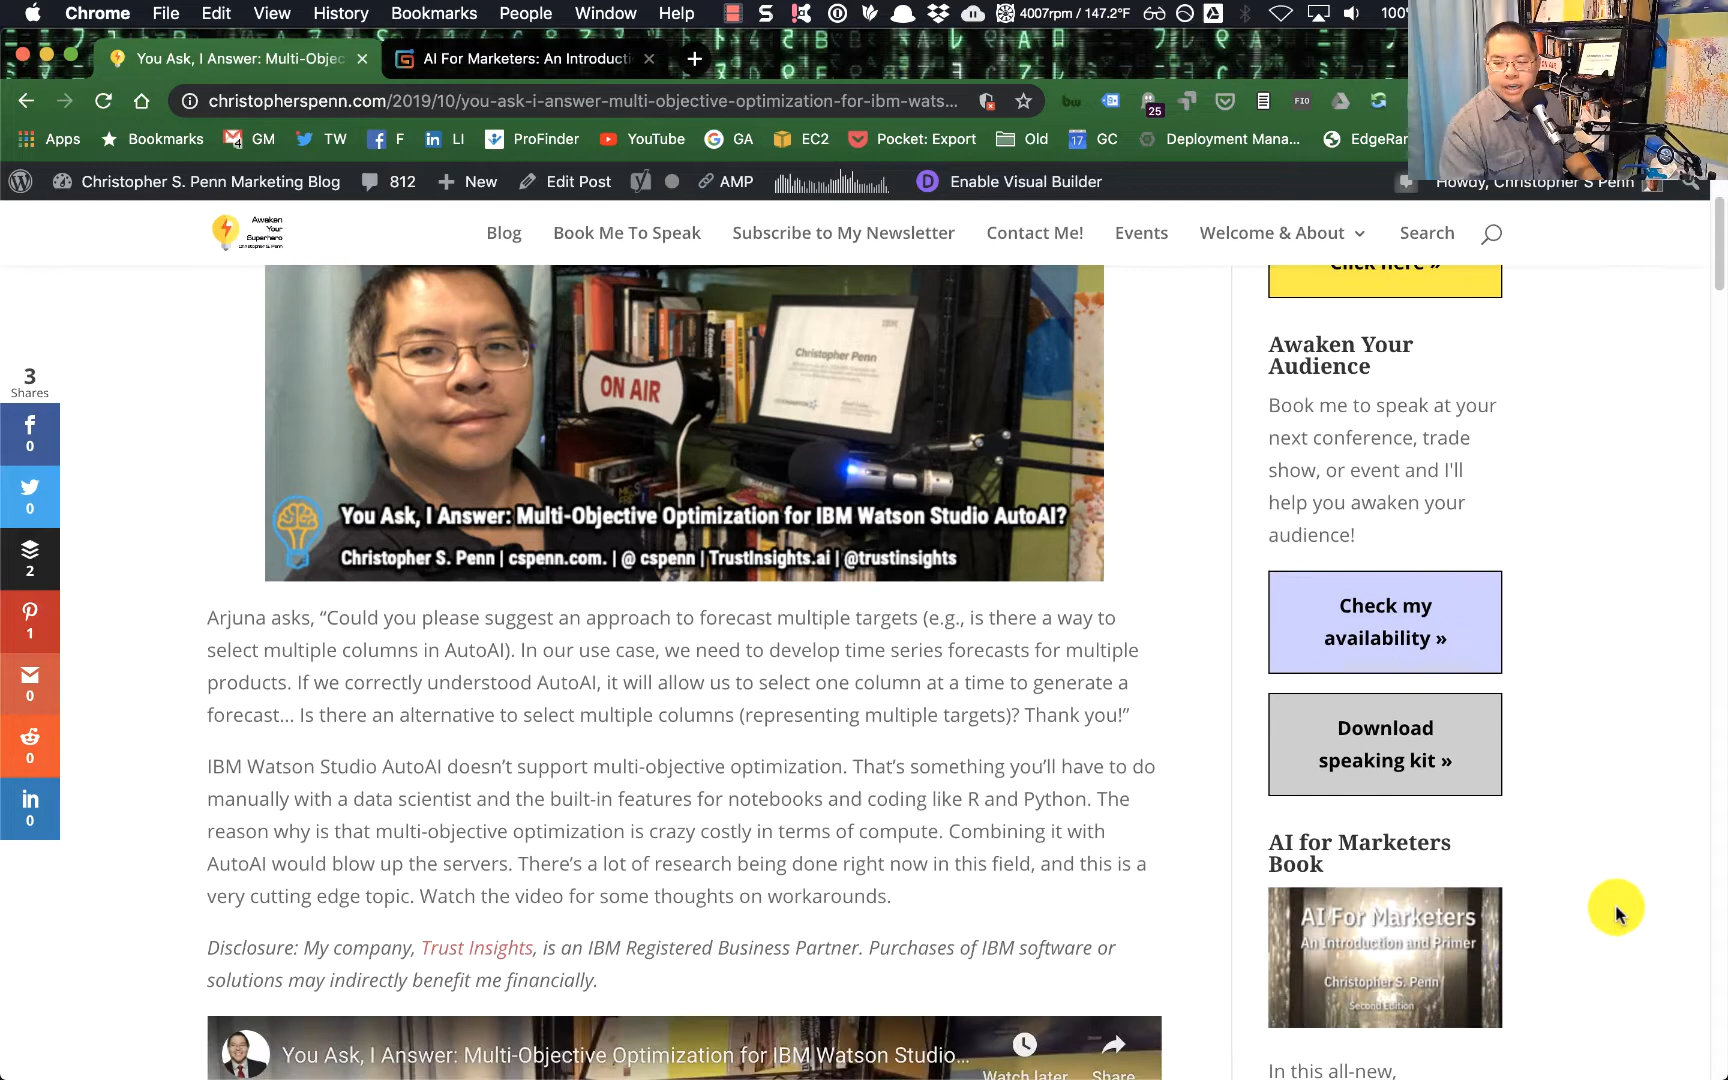 Chrome File Edit View History Bookmarks People Window Help 4007rpm / 147.2°F 100%
You Ask, I Answer: Multi-Objec
AI For Marketers: An Introducti
christopherspenn.com/2019/10/you-ask-i-answer-multi-objective-optimization-for-ibm-wats...
25
FIO
Apps Bookmarks GM TW F LI ProFinder YouTube GA EC2 Pocket: Export Old 17 GC Deployment Mana... EdgeRar
Christopher S. Penn Marketing Blog 812 New Edit Post AMP Enable Visual Builder Howdy, Christopher S Penn
Awaken
Your
Superhero
Blog Book Me To Speak Subscribe to My Newsletter Contact Me! Events Welcome & About Search
Click here »
3
Shares
0
0
2
1
0
0
0
ON AIR
IBM
Christopher Penn
You Ask, I Answer: Multi-Objective Optimization for IBM Watson Studio AutoAI?
Christopher S. Penn | cspenn.com. | @ cspenn | TrustInsights.ai | @trustinsights
Arjuna asks, “Could you please suggest an approach to forecast multiple targets (e.g., is there a way to
select multiple columns in AutoAI). In our use case, we need to develop time series forecasts for multiple
products. If we correctly understood AutoAI, it will allow us to select one column at a time to generate a
forecast… Is there an alternative to select multiple columns (representing multiple targets)? Thank you!”
IBM Watson Studio AutoAI doesn’t support multi-objective optimization. That’s something you’ll have to do
manually with a data scientist and the built-in features for notebooks and coding like R and Python. The
reason why is that multi-objective optimization is crazy costly in terms of compute. Combining it with
AutoAI would blow up the servers. There’s a lot of research being done right now in this field, and this is a
very cutting edge topic. Watch the video for some thoughts on workarounds.
Disclosure: My company, Trust Insights, is an IBM Registered Business Partner. Purchases of IBM software or
solutions may indirectly benefit me financially.
You Ask, I Answer: Multi-Objective Optimization for IBM Watson Studio...
Watch later Share
Awaken Your
Audience
Book me to speak at your
next conference, trade
show, or event and I'll
help you awaken your
audience!
Check my
availability »
Download
speaking kit »
AI for Marketers
Book
AI For Marketers
An Introduction and Primer
Christopher S. Penn
Second Edition
In this all-new,